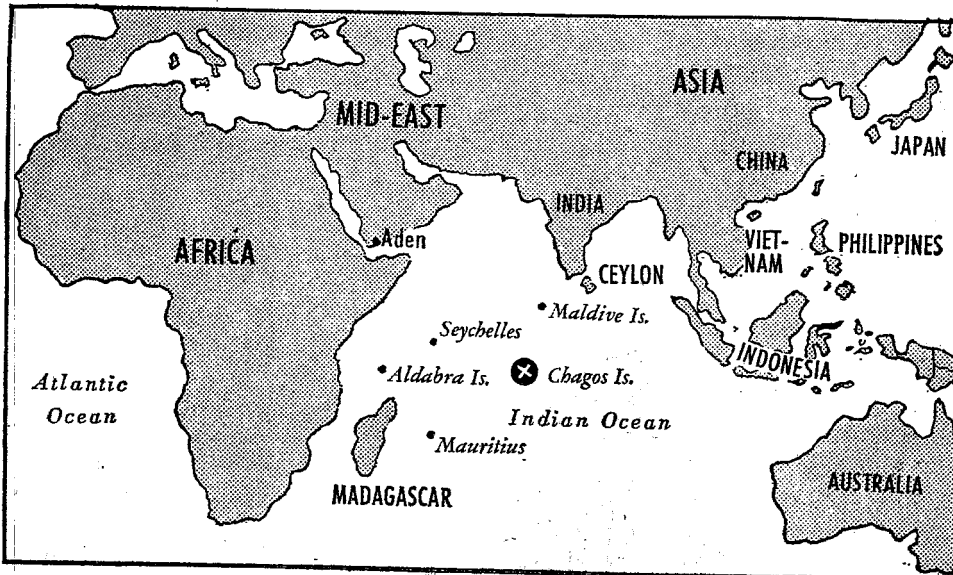 ASIA
MID-EAST
JAPAN
CHINA
INDIA
AFRICA
Aden
VIET-
NAM
PHILIPPINES
CEYLON
Maldive Is.
Seychelles
INDONESIA
Aldabra Is.
Chagos Is.
Atlantic
Ocean
Indian Ocean
Mauritius
MADAGASCAR
AUSTRALIA